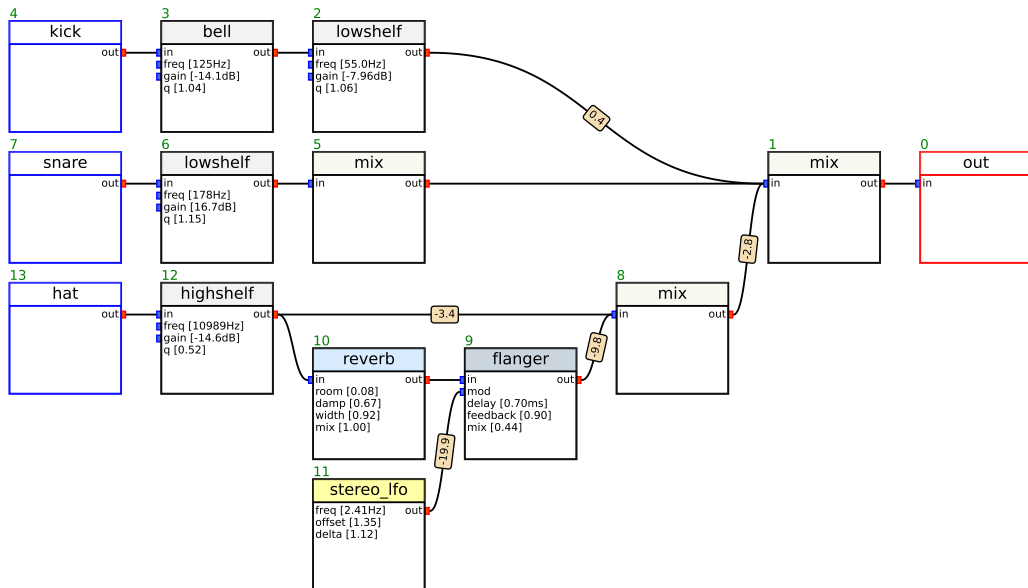 4
kick
out
3
bell
in out
freq [125Hz]
gain [-14.1dB]
q [1.04]
2
lowshelf
in out
freq [55.0Hz]
gain [-7.96dB]
q [1.06]
0.4
7
snare
out
6
lowshelf
in out
freq [178Hz]
gain [16.7dB]
q [1.15]
5
mix
in out
1
mix
in out
0
out
in
-2.8
13
hat
out
12
highshelf
in out
freq [10989Hz]
gain [-14.6dB]
q [0.52]
-3.4
8
mix
in out
10
reverb
in out
room [0.08]
damp [0.67]
width [0.92]
mix [1.00]
9
flanger
in out
mod
delay [0.70ms]
feedback [0.90]
mix [0.44]
-9.8
-19.9
11
stereo_lfo
freq [2.41Hz] out
offset [1.35]
delta [1.12]